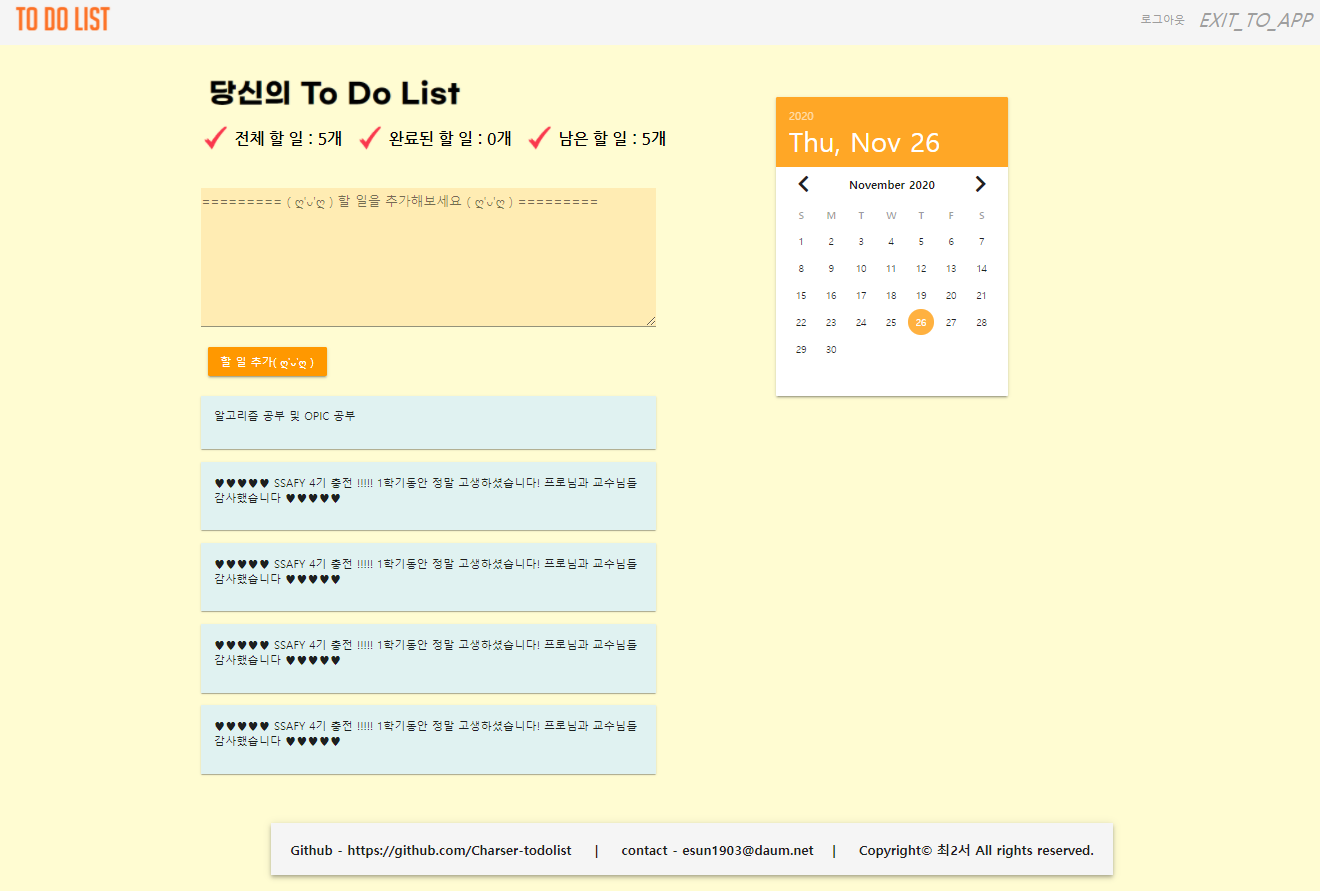 TO DO LIST
로그아웃 EXIT_TO_APP
당신의 To Do List
전체 할 일 : 5개 완료된 할 일 : 0개 남은 할 일 : 5개
========= ( ღ'ᴗ'ღ ) 할 일을 추가해보세요 ( ღ'ᴗ'ღ ) =========
할 일 추가( ღ'ᴗ'ღ )
알고리즘 공부 및 OPIC 공부
♥♥♥♥♥ SSAFY 4기 충전 !!!!! 1학기동안 정말 고생하셨습니다! 프로님과 교수님들
감사했습니다 ♥♥♥♥♥
♥♥♥♥♥ SSAFY 4기 충전 !!!!! 1학기동안 정말 고생하셨습니다! 프로님과 교수님들
감사했습니다 ♥♥♥♥♥
♥♥♥♥♥ SSAFY 4기 충전 !!!!! 1학기동안 정말 고생하셨습니다! 프로님과 교수님들
감사했습니다 ♥♥♥♥♥
♥♥♥♥♥ SSAFY 4기 충전 !!!!! 1학기동안 정말 고생하셨습니다! 프로님과 교수님들
감사했습니다 ♥♥♥♥♥
2020
Thu, Nov 26
November 2020
S M T W T F S
1 2 3 4 5 6 7
8 9 10 11 12 13 14
15 16 17 18 19 20 21
22 23 24 25 26 27 28
29 30
Github - https://github.com/Charser-todolist | contact - esun1903@daum.net | Copyright© 최2서 All rights reserved.